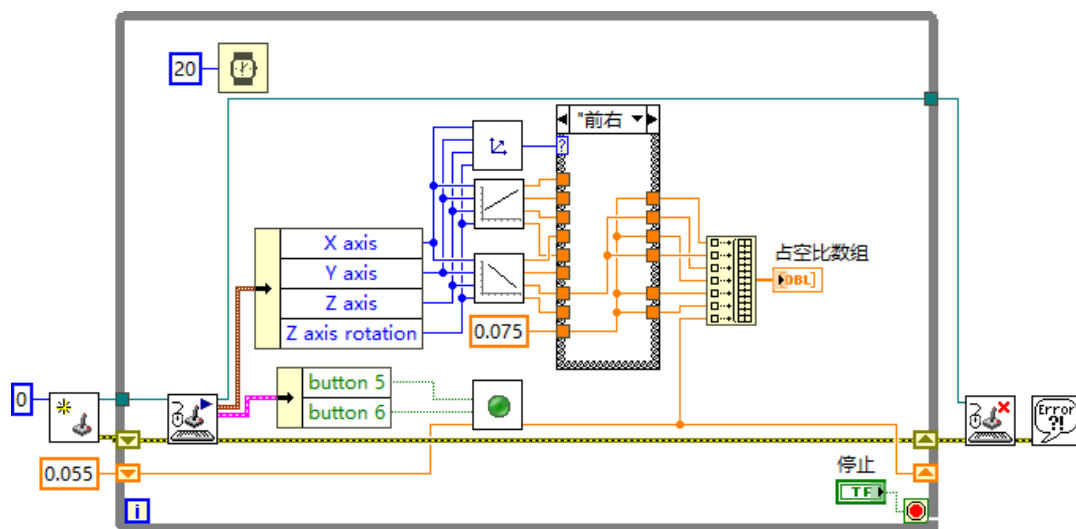 20
"前右
X axis
Y axis
Z axis
Z axis rotation
占空比数组
DBL]
0.075
button 5
button 6
0
Error
?!
0.055
停止
TF
i